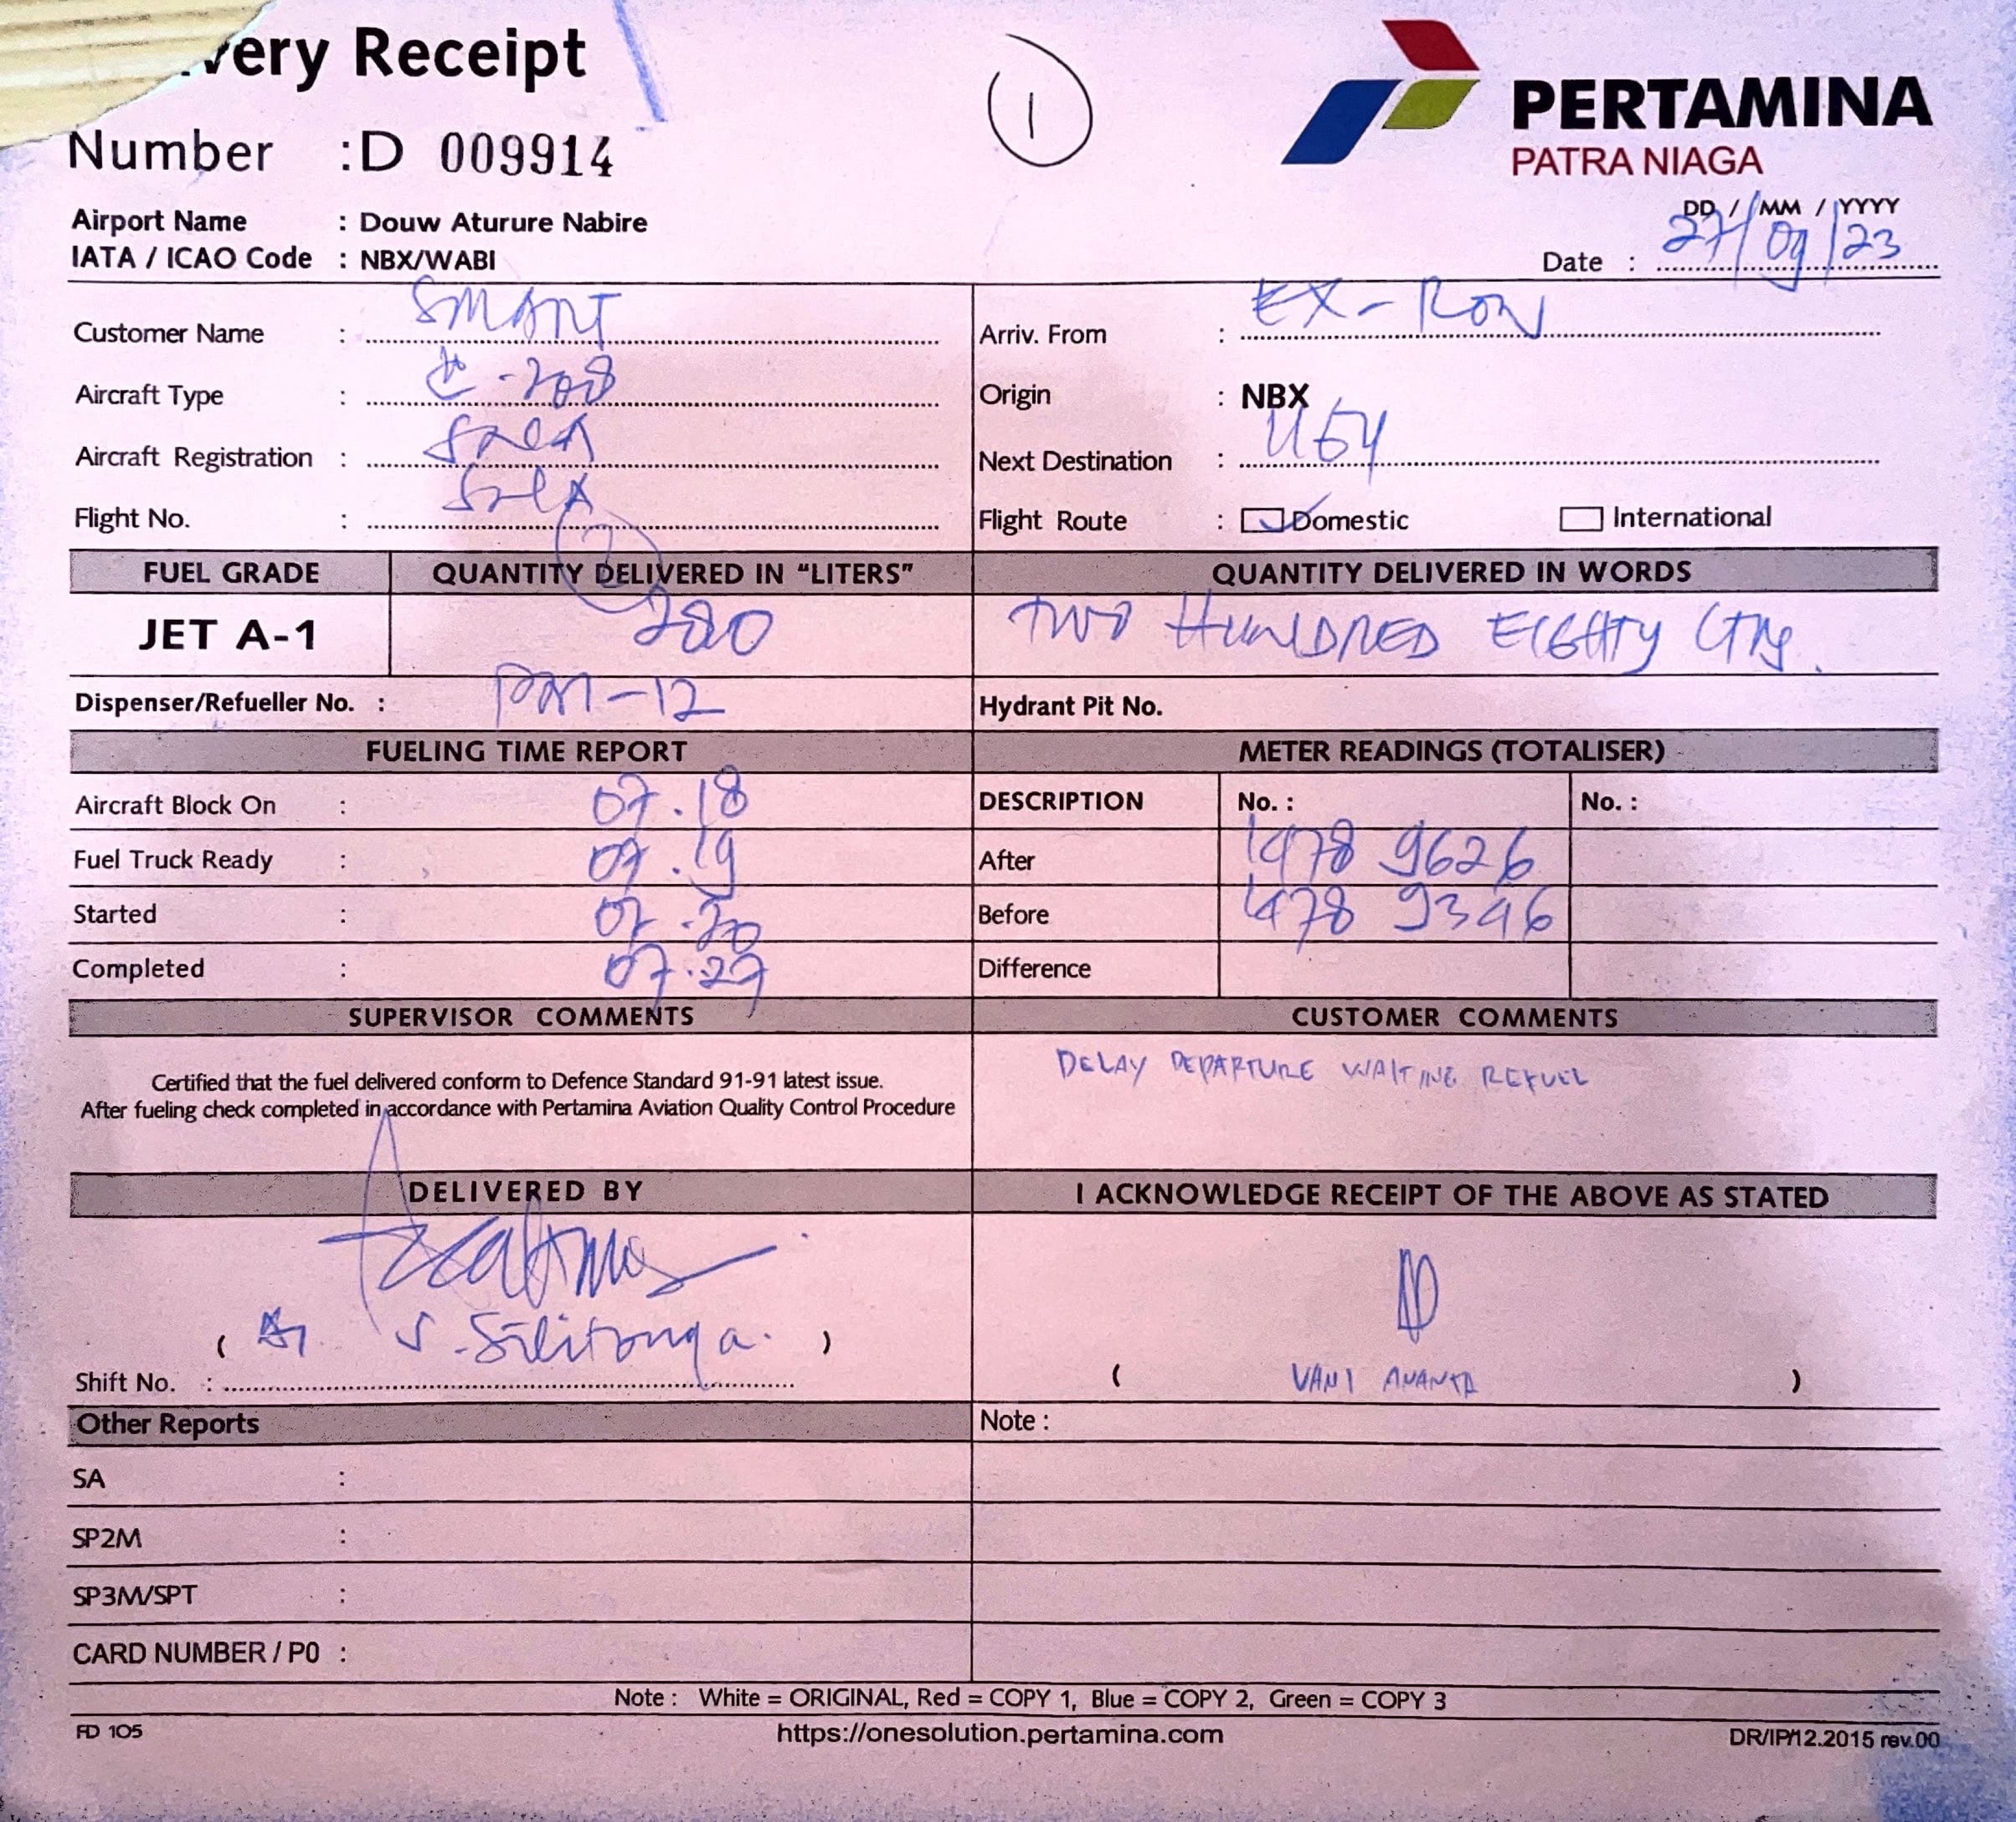 very Receipt
1
PERTAMINA
PATRA NIAGA
Number : D 009914
Airport Name : Douw Aturure Nabire
IATA / ICAO Code : NBX/WABI
DD / MM / YYYY
Date : 27/09/23
Customer Name : SMART
Arriv. From : EX-RON
Aircraft Type : C-208
Origin : NBX
Aircraft Registration :
Next Destination :
Flight No. :
Flight Route : Domestic International
FUEL GRADE QUANTITY DELIVERED IN "LITERS" QUANTITY DELIVERED IN WORDS
JET A-1 280 TWO HUNDRED EIGHTY
Dispenser/Refueller No. :
Hydrant Pit No.
FUELING TIME REPORT METER READINGS (TOTALISER)
Aircraft Block On : 07.18 DESCRIPTION No. : No. :
Fuel Truck Ready : 07.19 After 1478 9626
Started : 07.20 Before 1478 9346
Completed : 07.27 Difference
SUPERVISOR COMMENTS CUSTOMER COMMENTS
DELAY DEPARTURE WAITING REFUEL
Certified that the fuel delivered conform to Defence Standard 91-91 latest issue.
After fueling check completed in accordance with Pertamina Aviation Quality Control Procedure
DELIVERED BY I ACKNOWLEDGE RECEIPT OF THE ABOVE AS STATED
( S. Silitonga. )
( VANI ANANTA )
Shift No. :
Other Reports Note :
SA :
SP2M :
SP3M/SPT :
CARD NUMBER / P0 :
Note : White = ORIGINAL, Red = COPY 1, Blue = COPY 2, Green = COPY 3
FD 105 https://onesolution.pertamina.com DR/IP/12.2015 rev.00